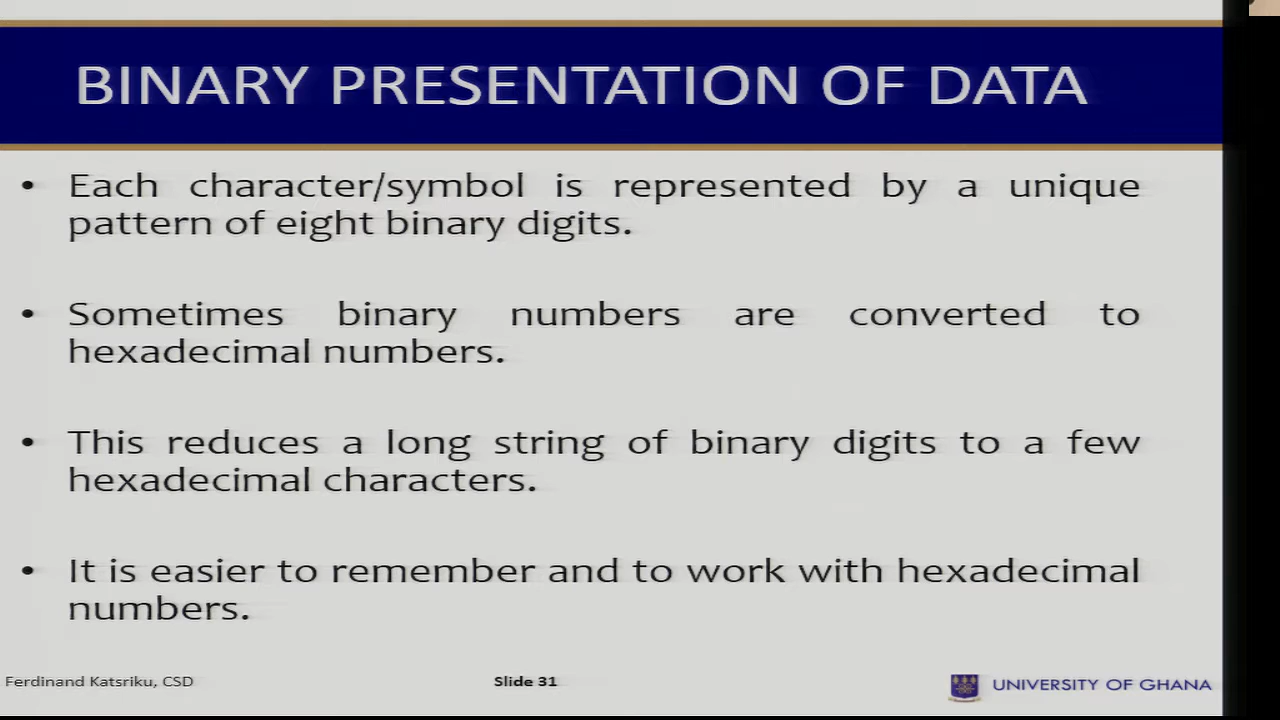 BINARY PRESENTATION OF DATA
• Each character/symbol is represented by a unique
pattern of eight binary digits.
• Sometimes binary numbers are converted to
hexadecimal numbers.
• This reduces a long string of binary digits to a few
hexadecimal characters.
• It is easier to remember and to work with hexadecimal
numbers.
Ferdinand Katsriku, CSD
Slide 31
UNIVERSITY OF GHANA